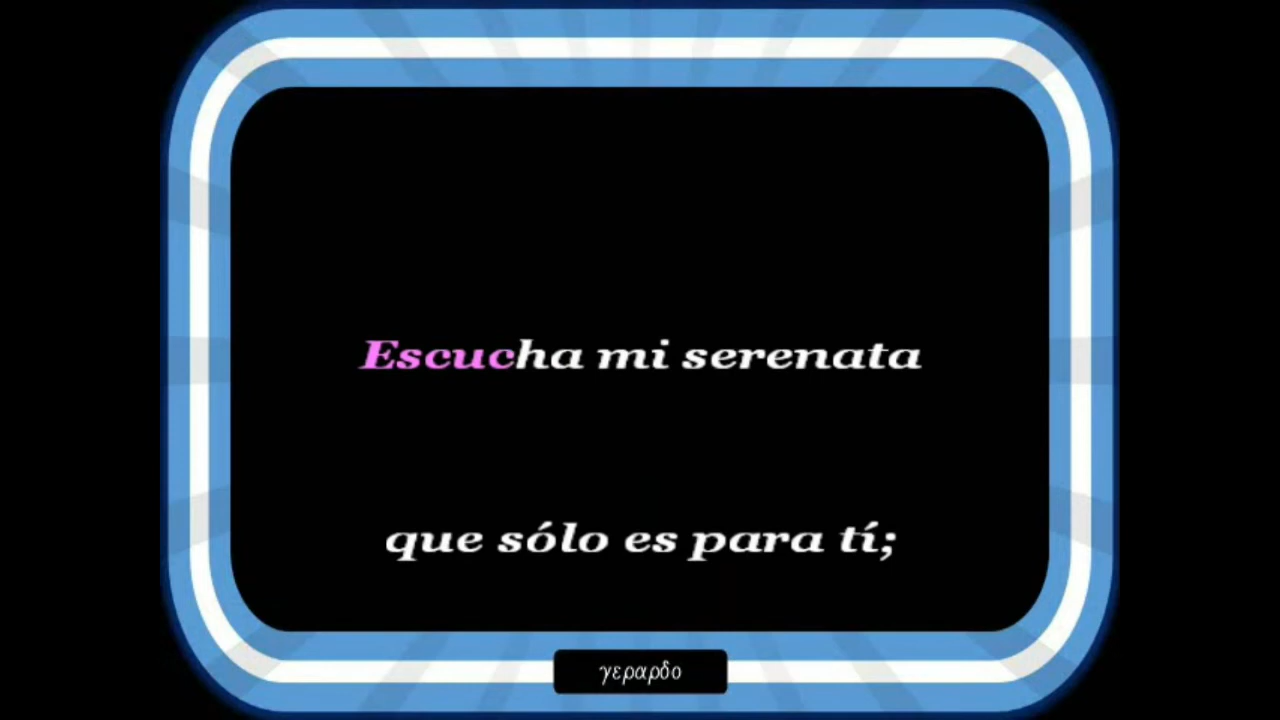 Escucha mi serenata
que sólo es para tí;
γεραρδο